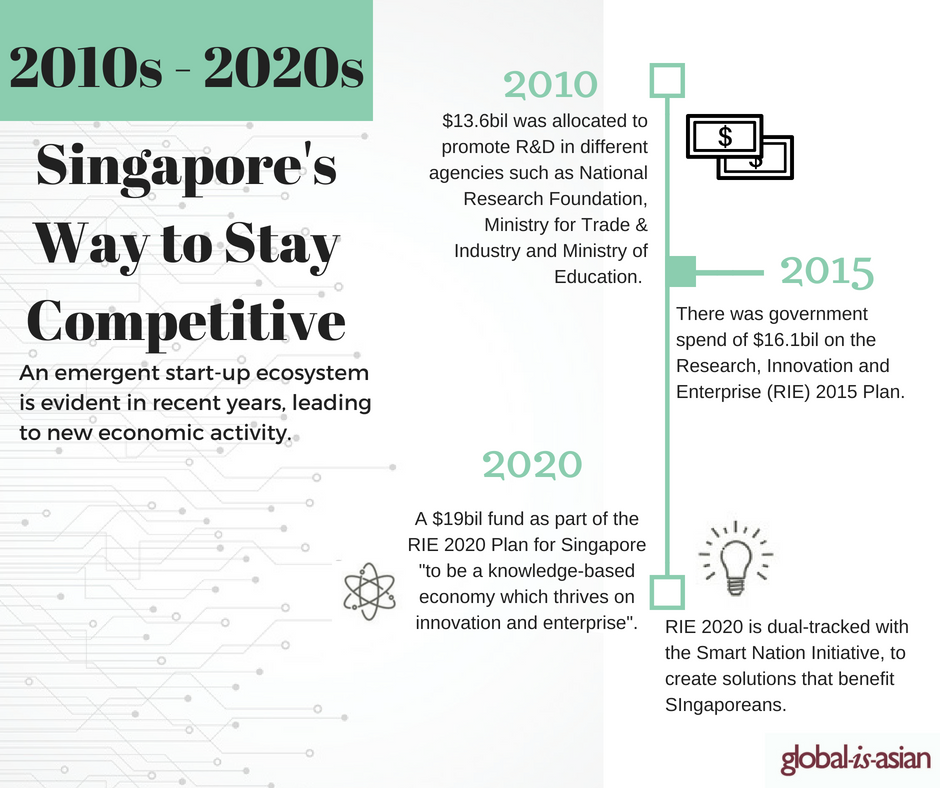 2010s - 2020s
Singapore's
Way to Stay
Competitive
An emergent start-up ecosystem
is evident in recent years, leading
to new economic activity.
2010
$13.6bil was allocated to
promote R&D in different
agencies such as National
Research Foundation,
Ministry for Trade &
Industry and Ministry of
Education.
$
$
2015
There was government
spend of $16.1bil on the
Research, Innovation and
Enterprise (RIE) 2015 Plan.
2020
A $19bil fund as part of the
RIE 2020 Plan for Singapore
"to be a knowledge-based
economy which thrives on
innovation and enterprise".
RIE 2020 is dual-tracked with
the Smart Nation Initiative, to
create solutions that benefit
SIngaporeans.
global-is-asian